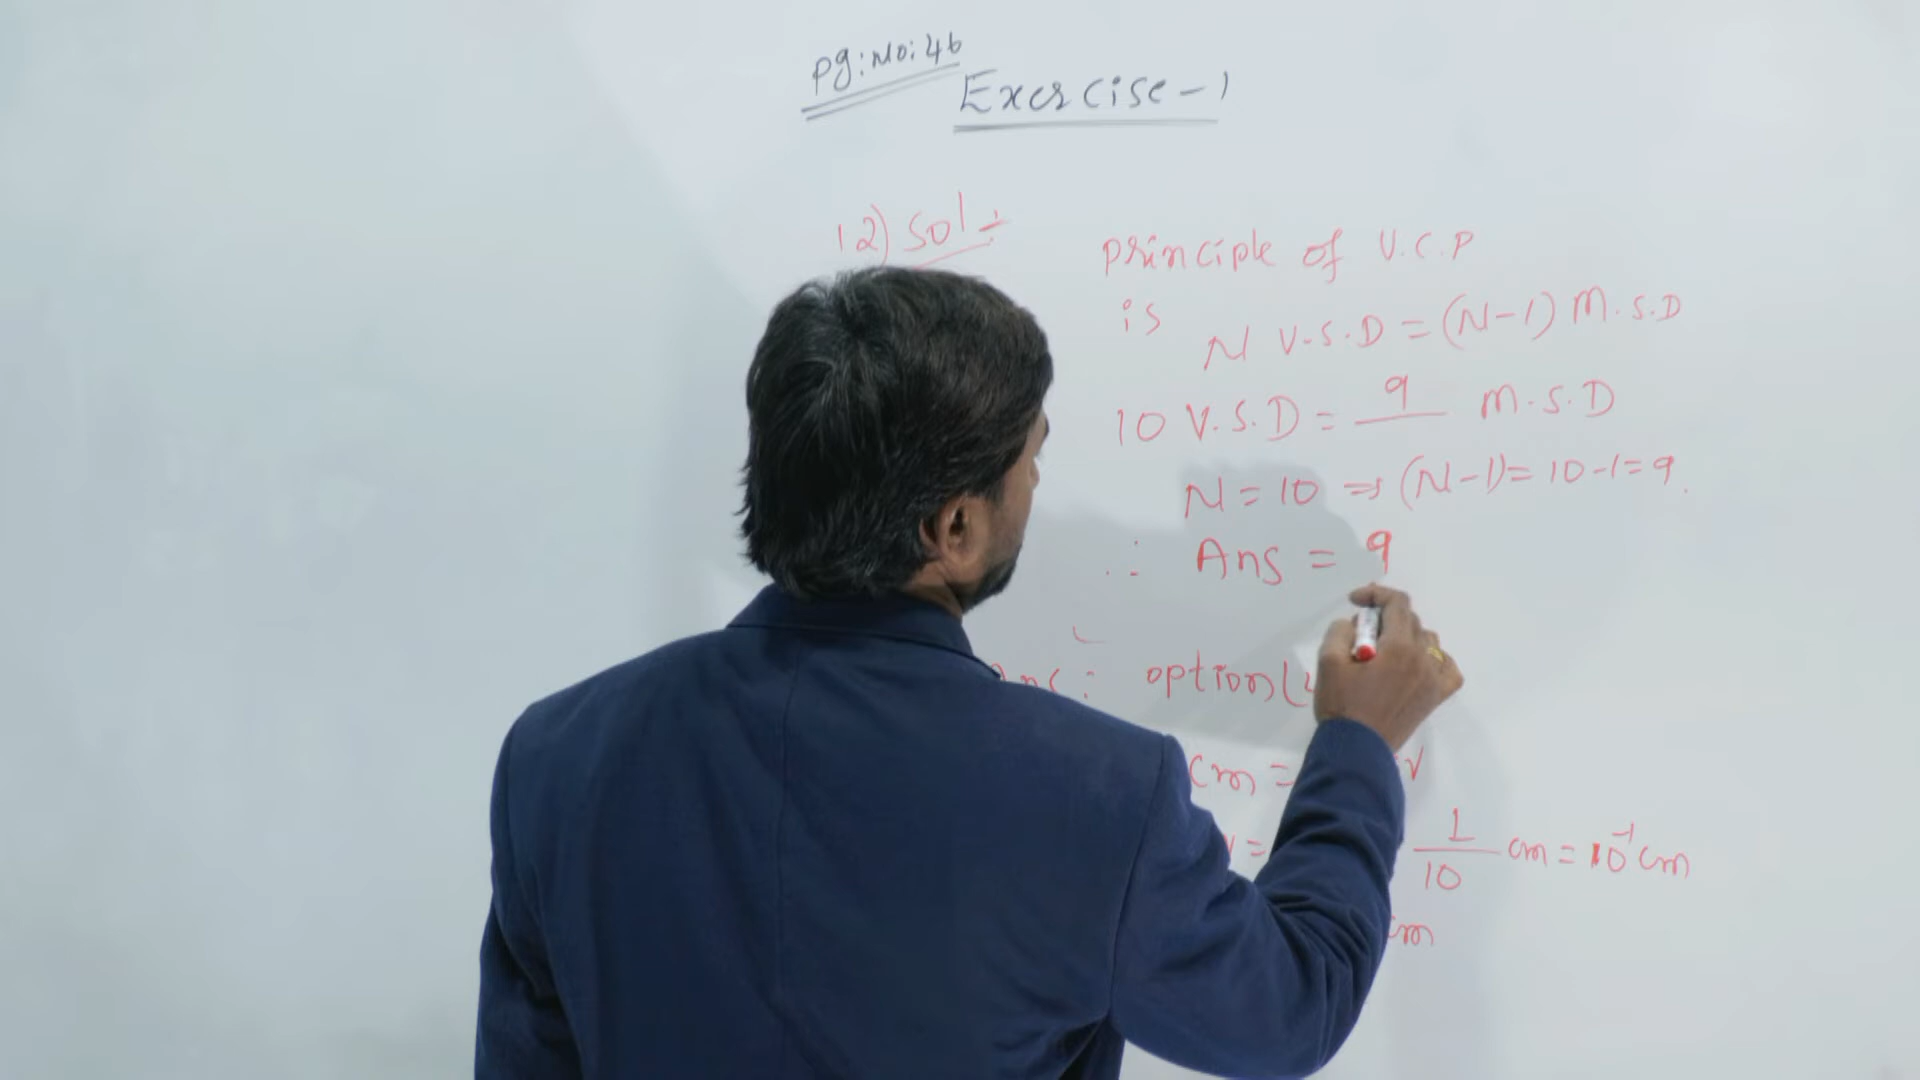 Pg:No:46
Exercise-1
12) Sol:-
principle of V.C.P
is N V.S.D = (N-1) M.S.D
10 V.S.D = 9 M.S.D
N = 10 ⇒ (N-1) = 10-1 = 9.
∴ Ans = 9
option(
cm =
= 1/10 cm = 10⁻¹ cm
cm